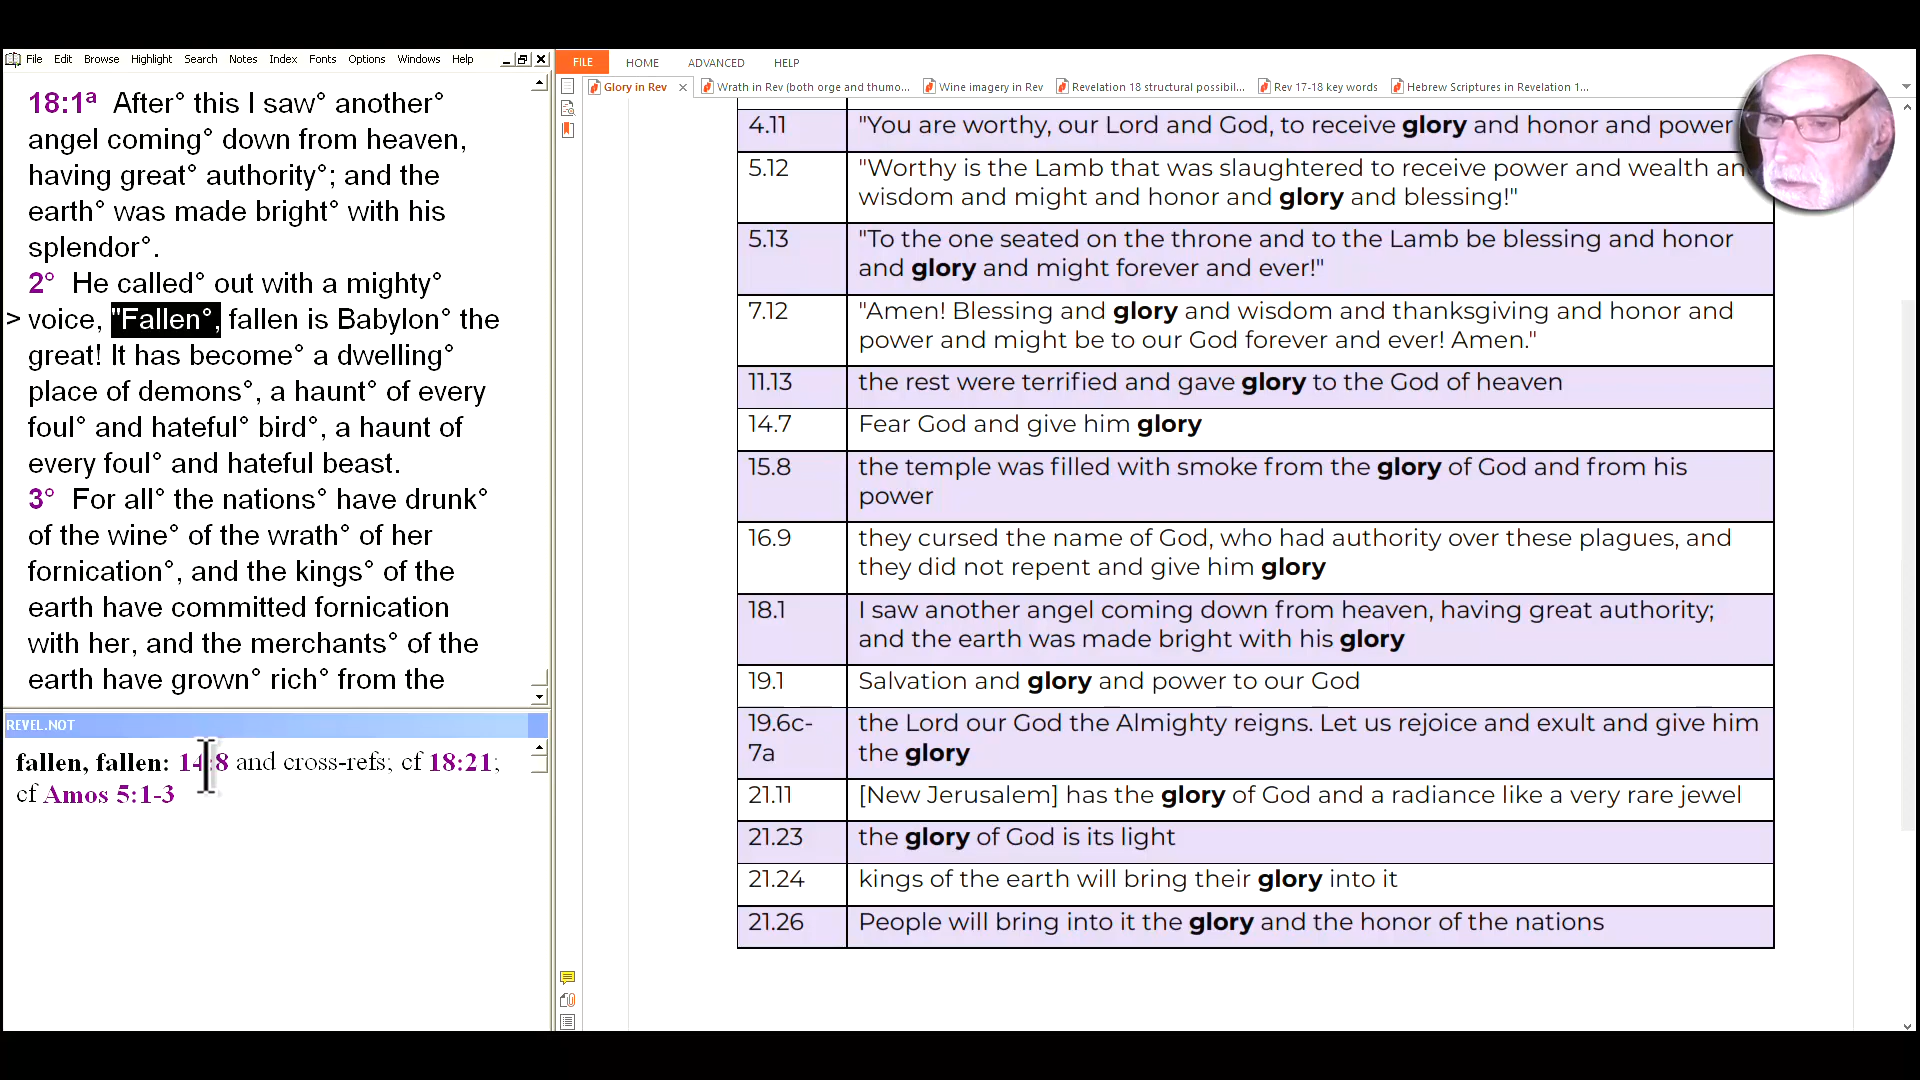 File Edit Browse Highlight Search Notes Index Fonts Options Windows Help
18:1ª After° this I saw° another°
angel coming° down from heaven,
having great° authority°; and the
earth° was made bright° with his
splendor°.
2° He called° out with a mighty°
> voice, "Fallen°, fallen is Babylon° the
great! It has become° a dwelling°
place of demons°, a haunt° of every
foul° and hateful° bird°, a haunt of
every foul° and hateful beast.
3° For all° the nations° have drunk°
of the wine° of the wrath° of her
fornication°, and the kings° of the
earth have committed fornication
with her, and the merchants° of the
earth have grown° rich° from the
REVEL.NOT
fallen, fallen: 14:8 and cross-refs; cf 18:21;
cf Amos 5:1-3
FILE HOME ADVANCED HELP
Glory in Rev Wrath in Rev (both orge and thumo... Wine imagery in Rev Revelation 18 structural possibil... Rev 17-18 key words Hebrew Scriptures in Revelation 1...
4.11 "You are worthy, our Lord and God, to receive glory and honor and power
5.12 "Worthy is the Lamb that was slaughtered to receive power and wealth an
wisdom and might and honor and glory and blessing!"
5.13 "To the one seated on the throne and to the Lamb be blessing and honor
and glory and might forever and ever!"
7.12 "Amen! Blessing and glory and wisdom and thanksgiving and honor and
power and might be to our God forever and ever! Amen."
11.13 the rest were terrified and gave glory to the God of heaven
14.7 Fear God and give him glory
15.8 the temple was filled with smoke from the glory of God and from his
power
16.9 they cursed the name of God, who had authority over these plagues, and
they did not repent and give him glory
18.1 I saw another angel coming down from heaven, having great authority;
and the earth was made bright with his glory
19.1 Salvation and glory and power to our God
19.6c- the Lord our God the Almighty reigns. Let us rejoice and exult and give him
7a the glory
21.11 [New Jerusalem] has the glory of God and a radiance like a very rare jewel
21.23 the glory of God is its light
21.24 kings of the earth will bring their glory into it
21.26 People will bring into it the glory and the honor of the nations